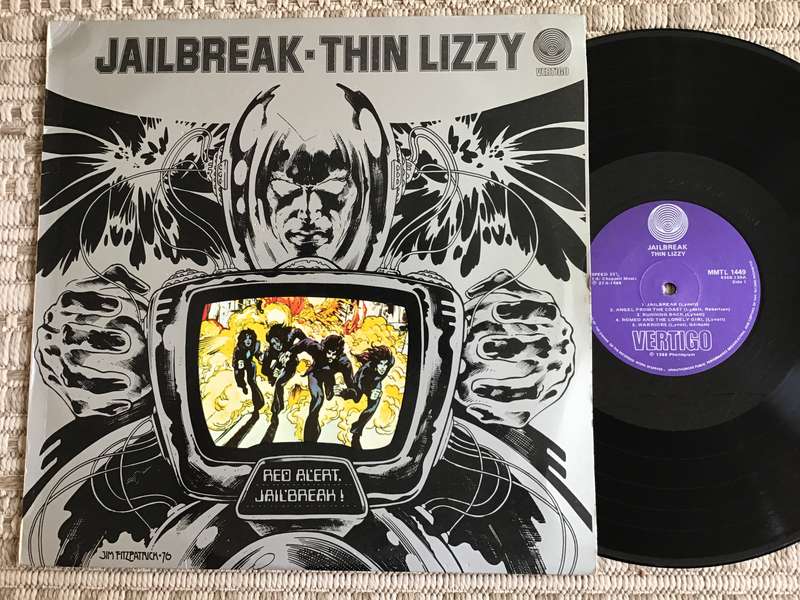 JAILBREAK·THIN LIZZY
VERTIGO
RED ALERT.
JAILBREAK!
JIM FITZPATRICK·76
JAILBREAK
THIN LIZZY
MMTL 1449
Side 1
1. JAILBREAK (Lynott)
2. ANGEL FROM THE COAST (Lynott, Robertson)
3. RUNNING BACK (Lynott)
4. ROMEO AND THE LONELY GIRL (Lynott)
5. WARRIORS (Lynott, Gorham)
VERTIGO
Phonogram